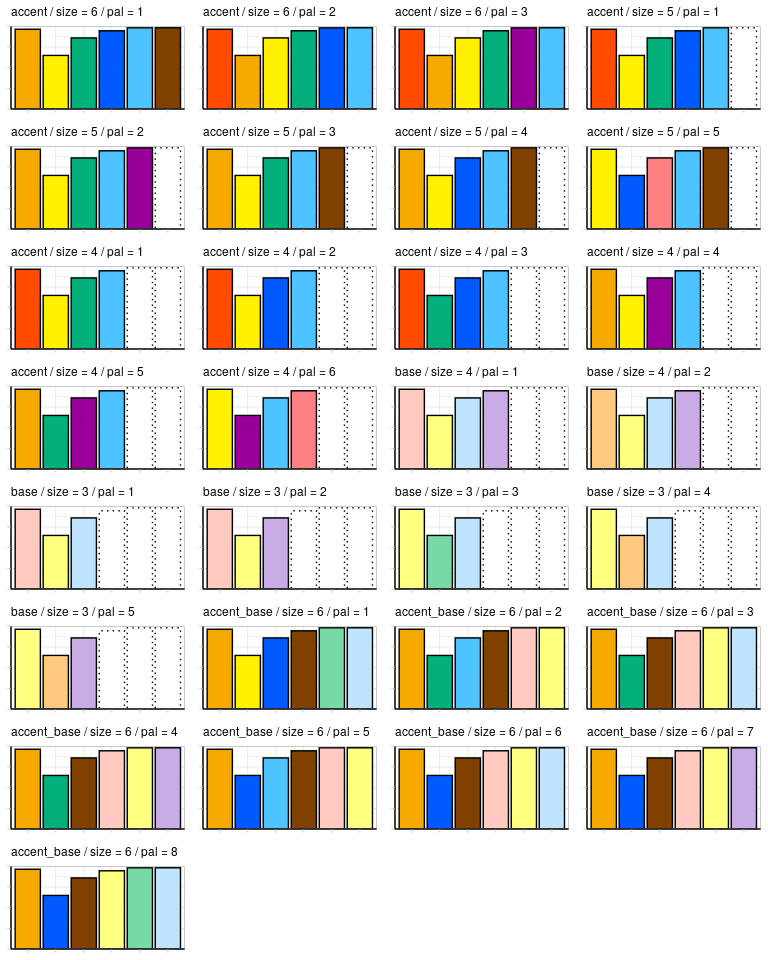 accent / size = 6 / pal = 1
accent / size = 6 / pal = 2
accent / size = 6 / pal = 3
accent / size = 5 / pal = 1
accent / size = 5 / pal = 2
accent / size = 5 / pal = 3
accent / size = 5 / pal = 4
accent / size = 5 / pal = 5
accent / size = 4 / pal = 1
accent / size = 4 / pal = 2
accent / size = 4 / pal = 3
accent / size = 4 / pal = 4
accent / size = 4 / pal = 5
accent / size = 4 / pal = 6
base / size = 4 / pal = 1
base / size = 4 / pal = 2
base / size = 3 / pal = 1
base / size = 3 / pal = 2
base / size = 3 / pal = 3
base / size = 3 / pal = 4
base / size = 3 / pal = 5
accent_base / size = 6 / pal = 1
accent_base / size = 6 / pal = 2
accent_base / size = 6 / pal = 3
accent_base / size = 6 / pal = 4
accent_base / size = 6 / pal = 5
accent_base / size = 6 / pal = 6
accent_base / size = 6 / pal = 7
accent_base / size = 6 / pal = 8